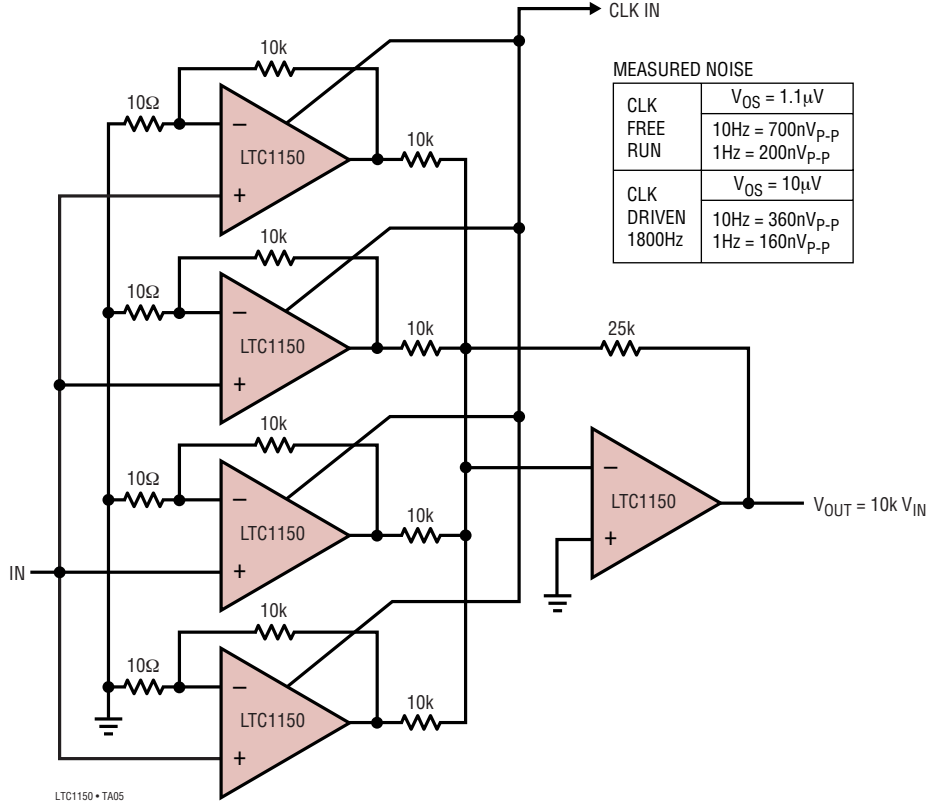 CLK IN
10k
10Ω
–
LTC1150
+
10k
MEASURED NOISE
CLK FREE RUN
V_OS = 1.1µV
10Hz = 700nV_P-P
1Hz = 200nV_P-P
CLK DRIVEN 1800Hz
V_OS = 10µV
10Hz = 360nV_P-P
1Hz = 160nV_P-P
10k
10Ω
–
LTC1150
+
10k
25k
10k
10Ω
–
LTC1150
+
10k
–
LTC1150
+
V_OUT = 10k V_IN
IN
10k
10Ω
–
LTC1150
+
10k
LTC1150 • TA05